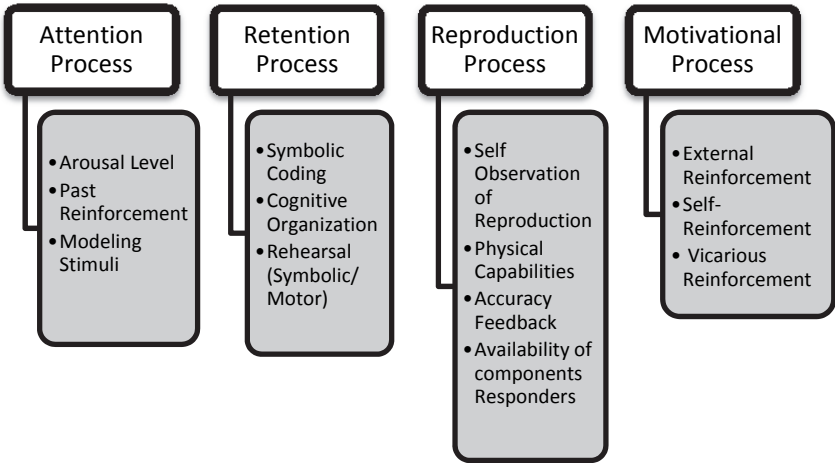 Attention
Process
• Arousal Level
• Past
Reinforcement
• Modeling
Stimuli
Retention
Process
• Symbolic
Coding
• Cognitive
Organization
• Rehearsal
(Symbolic/
Motor)
Reproduction
Process
• Self
Observation
of
Reproduction
• Physical
Capabilities
• Accuracy
Feedback
• Availability of
components
Responders
Motivational
Process
• External
Reinforcement
• Self-
Reinforcement
• Vicarious
Reinforcement